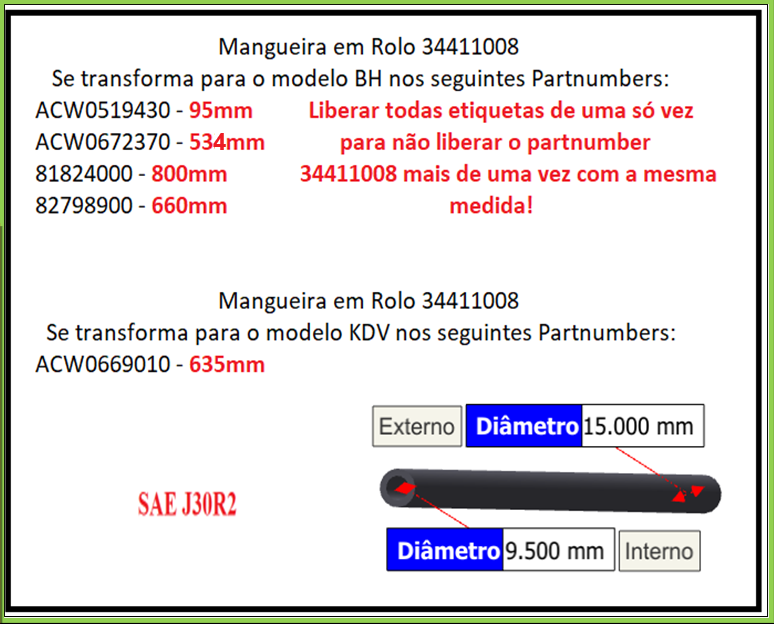 Mangueira em Rolo 34411008
Se transforma para o modelo BH nos seguintes Partnumbers:
ACW0519430 - 95mm
ACW0672370 - 534mm
81824000 - 800mm
82798900 - 660mm
Liberar todas etiquetas de uma só vez
para não liberar o partnumber
34411008 mais de uma vez com a mesma
medida!
Mangueira em Rolo 34411008
Se transforma para o modelo KDV nos seguintes Partnumbers:
ACW0669010 - 635mm
Externo Diâmetro 15.000 mm
SAE J30R2
Diâmetro 9.500 mm Interno